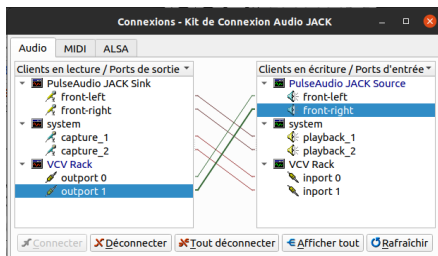 Connexions - Kit de Connexion Audio JACK
Audio MIDI ALSA
Clients en lecture / Ports de sortie
PulseAudio JACK Sink
front-left
front-right
system
capture_1
capture_2
VCV Rack
outport 0
outport 1
Clients en écriture / Ports d'entrée
PulseAudio JACK Source
front-left
front-right
system
playback_1
playback_2
VCV Rack
inport 0
inport 1
Connecter Déconnecter Tout déconnecter Afficher tout Rafraîchir